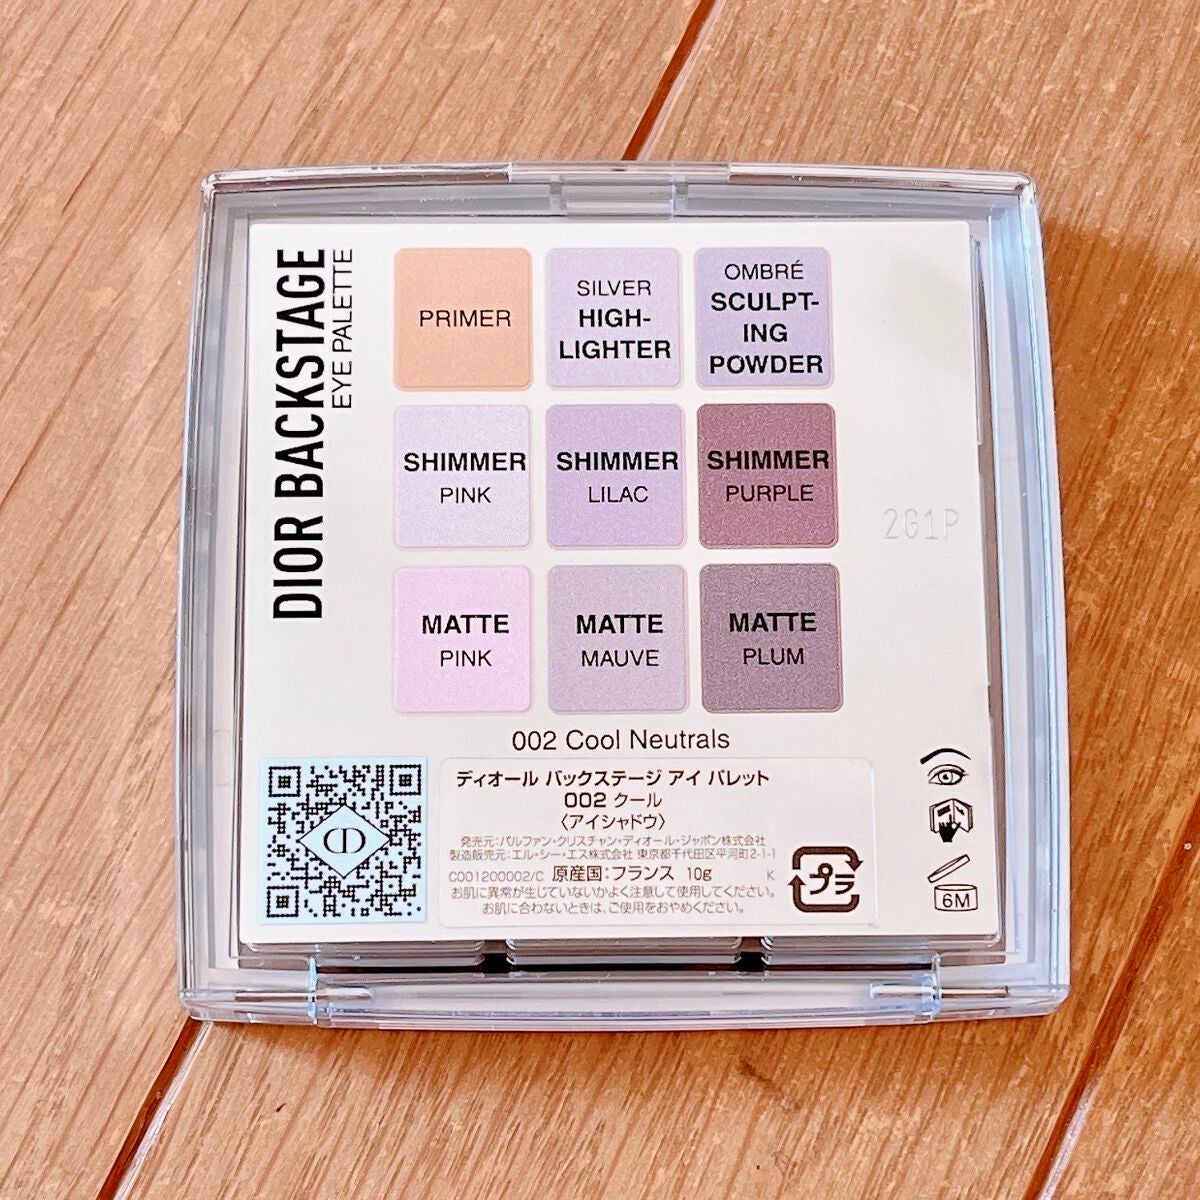 DIOR BACKSTAGE
EYE PALETTE
PRIMER
SILVER
HIGH-
LIGHTER
OMBRÉ
SCULPT-
ING
POWDER
SHIMMER
PINK
SHIMMER
LILAC
SHIMMER
PURPLE
2G1P
MATTE
PINK
MATTE
MAUVE
MATTE
PLUM
002 Cool Neutrals
CD
ディオール バックステージ アイ パレット
002 クール
〈アイシャドウ〉
発売元:パルファン・クリスチャン・ディオール・ジャポン株式会社
製造販売元:エル・シー・エス株式会社 東京都千代田区平河町2-1-1
C001200002/C 原産国:フランス 10g K
お肌に異常が生じていないかよく注意して使用してください。
お肌に合わないときは、ご使用をおやめください。
プラ
6M